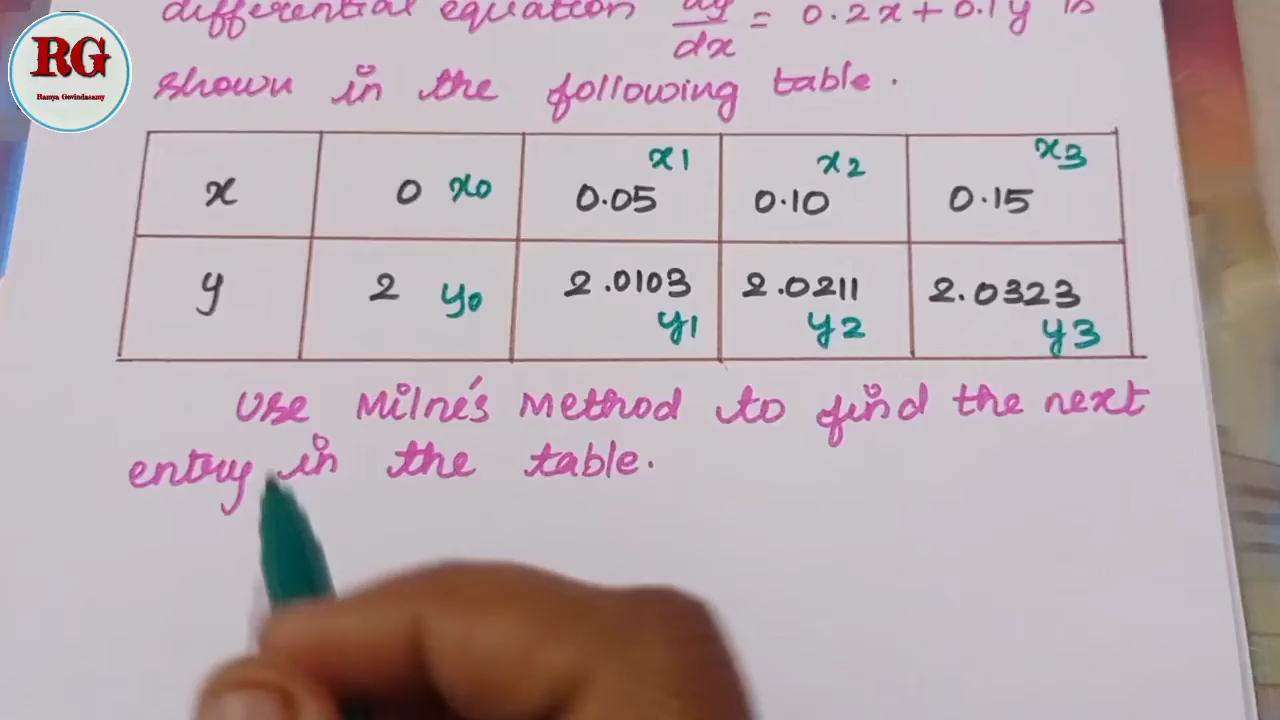 RG
Ramya Govindasamy
differential equation dy/dx = 0.2x + 0.1y is
shown in the following table.
x 0 x0 0.05 x1 0.10 x2 0.15 x3
y 2 y0 2.0103 y1 2.0211 y2 2.0323 y3
Use Milne's Method to find the next
entry in the table.